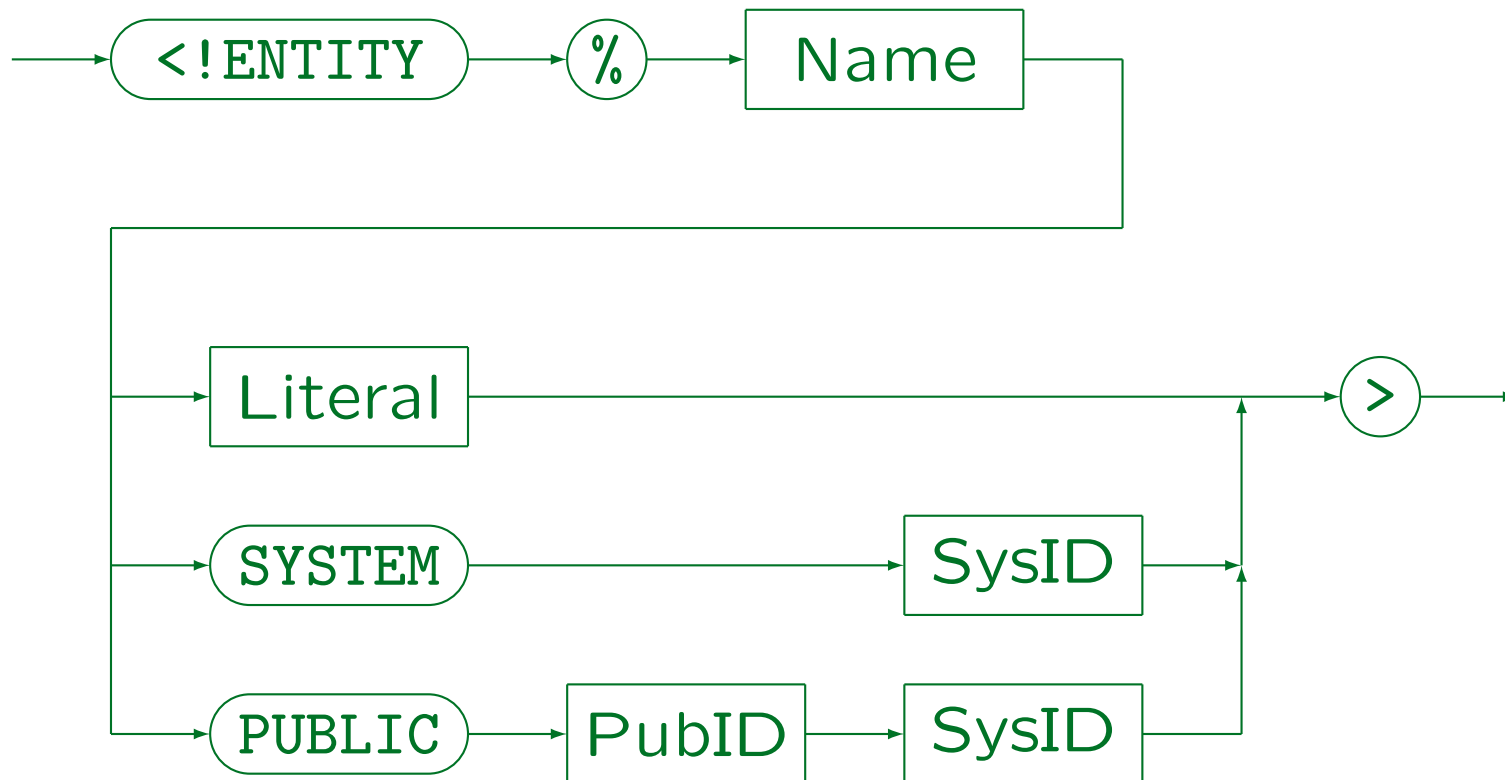 <!ENTITY % Name
Literal >
SYSTEM SysID
PUBLIC PubID SysID